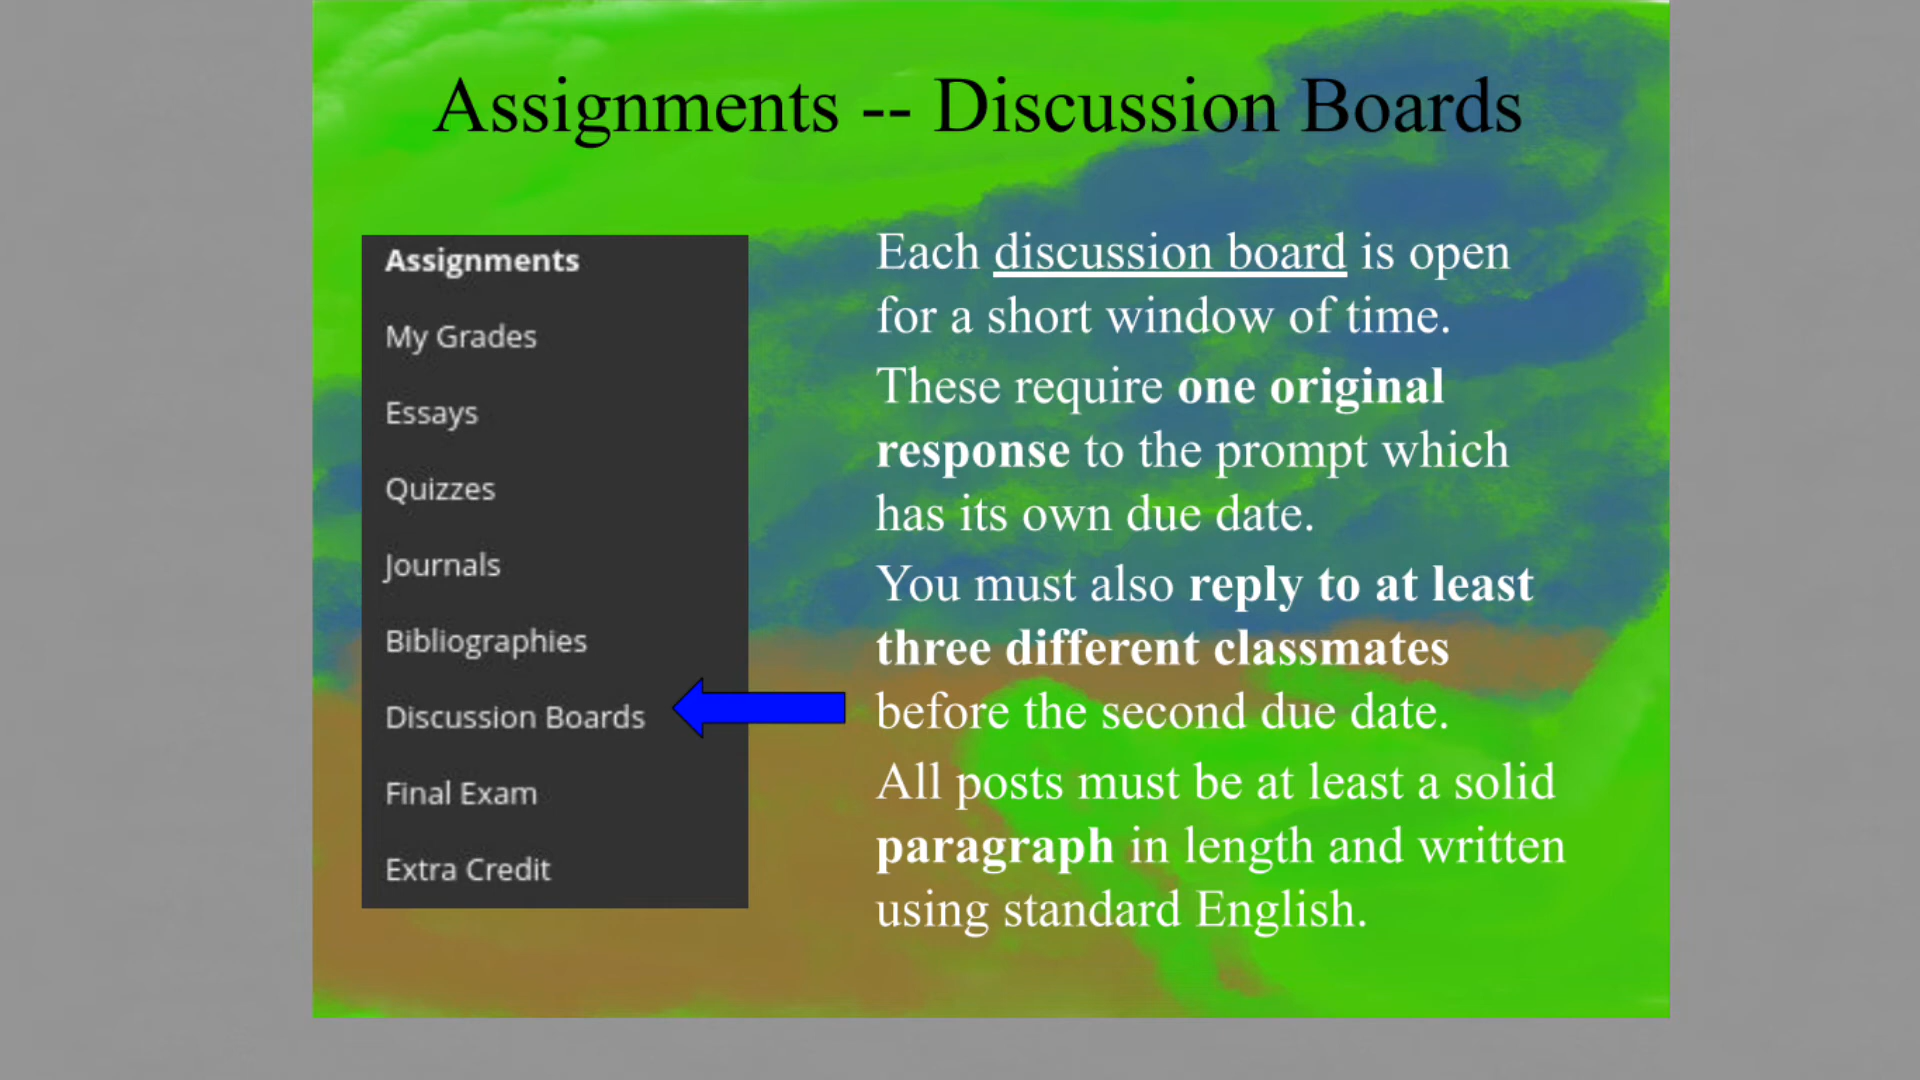 Assignments -- Discussion Boards
Assignments
My Grades
Essays
Quizzes
Journals
Bibliographies
Discussion Boards
Final Exam
Extra Credit
Each discussion board is open
for a short window of time.
These require one original
response to the prompt which
has its own due date.
You must also reply to at least
three different classmates
before the second due date.
All posts must be at least a solid
paragraph in length and written
using standard English.